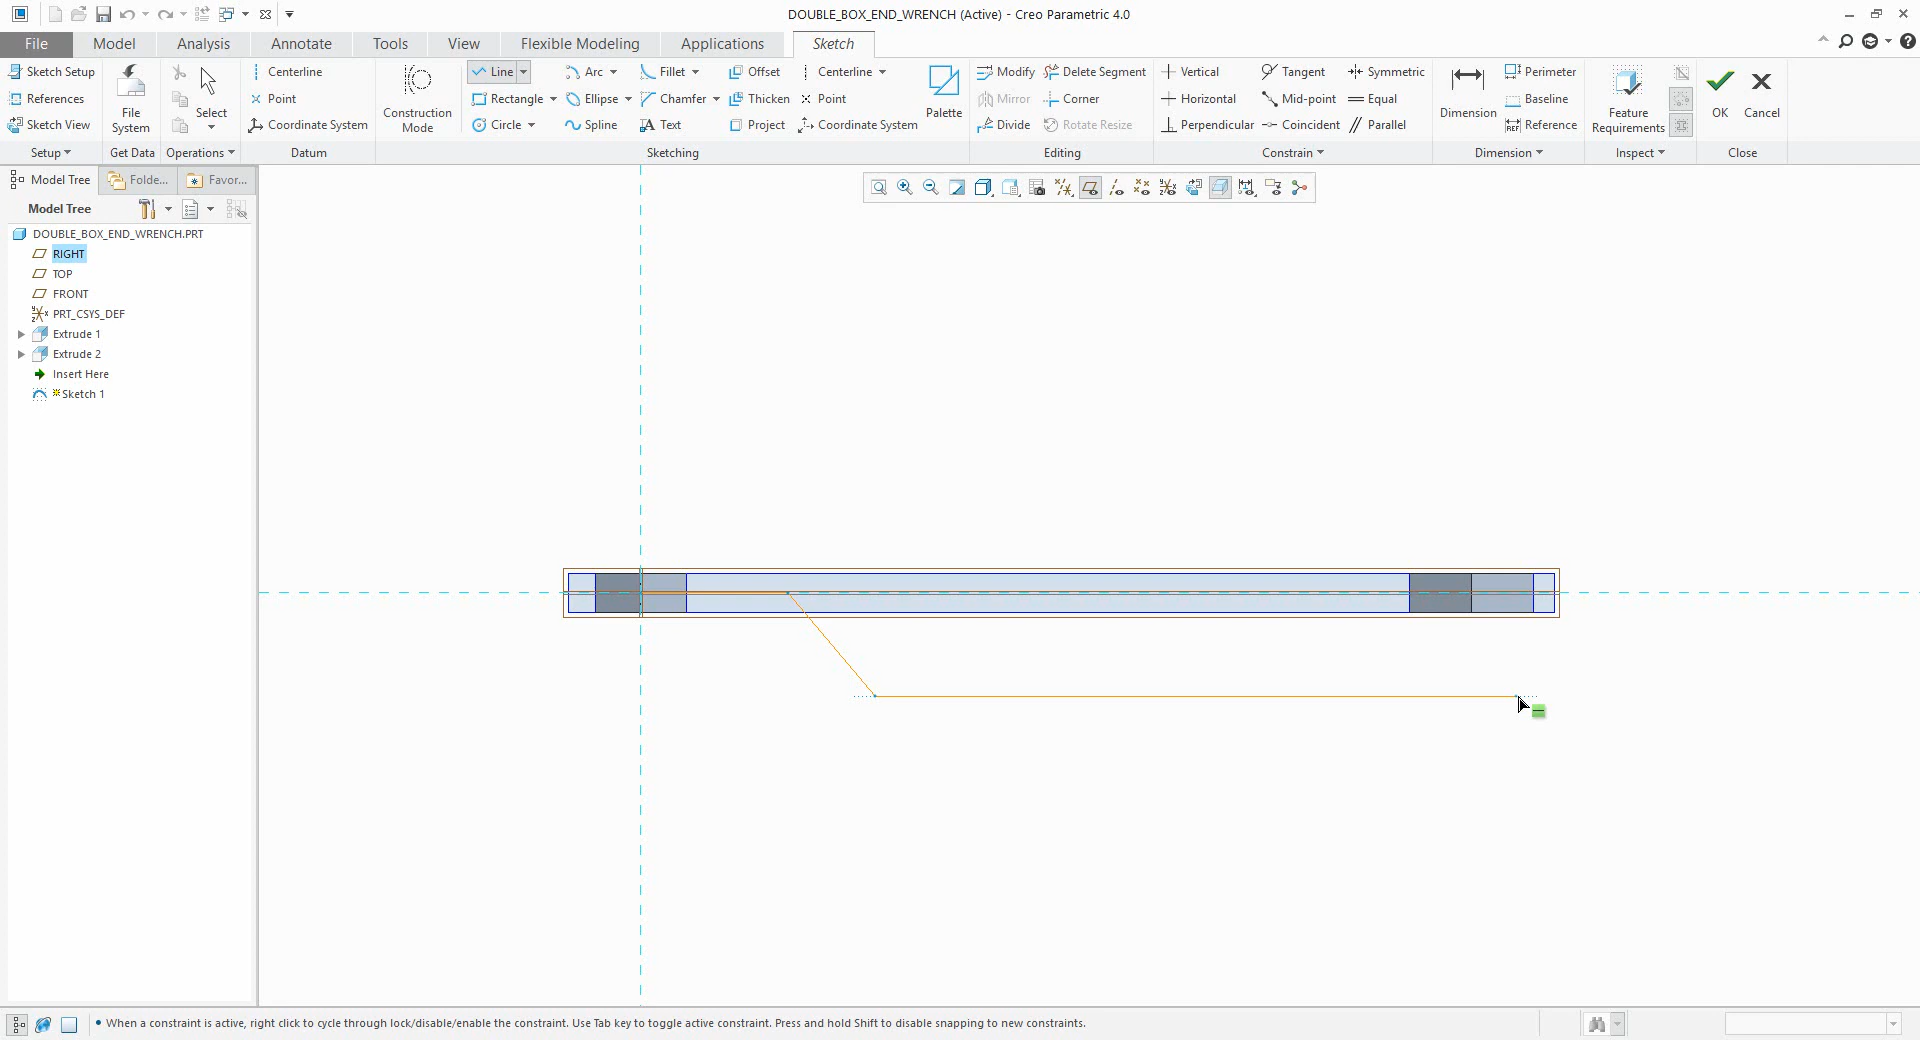 DOUBLE_BOX_END_WRENCH (Active) - Creo Parametric 4.0
File Model Analysis Annotate Tools View Flexible Modeling Applications Sketch
Sketch Setup
References
Sketch View
Setup
File System
Get Data
Select
Operations
Centerline
Point
Coordinate System
Datum
Construction Mode
Line Arc Fillet Offset Centerline
Rectangle Ellipse Chamfer Thicken Point
Circle Spline Text Project Coordinate System
Palette
Sketching
Modify Delete Segment
Mirror Corner
Divide Rotate Resize
Editing
Vertical Tangent Symmetric
Horizontal Mid-point Equal
Perpendicular Coincident Parallel
Constrain
Dimension
Perimeter
Baseline
REF Reference
Dimension
Feature Requirements
Inspect
OK Cancel
Close
Model Tree Folde... Favor...
Model Tree
DOUBLE_BOX_END_WRENCH.PRT
RIGHT
TOP
FRONT
PRT_CSYS_DEF
Extrude 1
Extrude 2
Insert Here
Sketch 1
• When a constraint is active, right click to cycle through lock/disable/enable the constraint. Use Tab key to toggle active constraint. Press and hold Shift to disable snapping to new constraints.